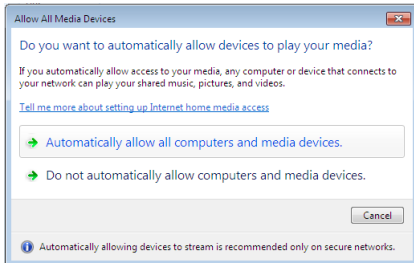 Allow All Media Devices
Do you want to automatically allow devices to play your media?
If you automatically allow access to your media, any computer or device that connects to
your network can play your shared music, pictures, and videos.
Tell me more about setting up Internet home media access
Automatically allow all computers and media devices.
Do not automatically allow computers and media devices.
Cancel
Automatically allowing devices to stream is recommended only on secure networks.